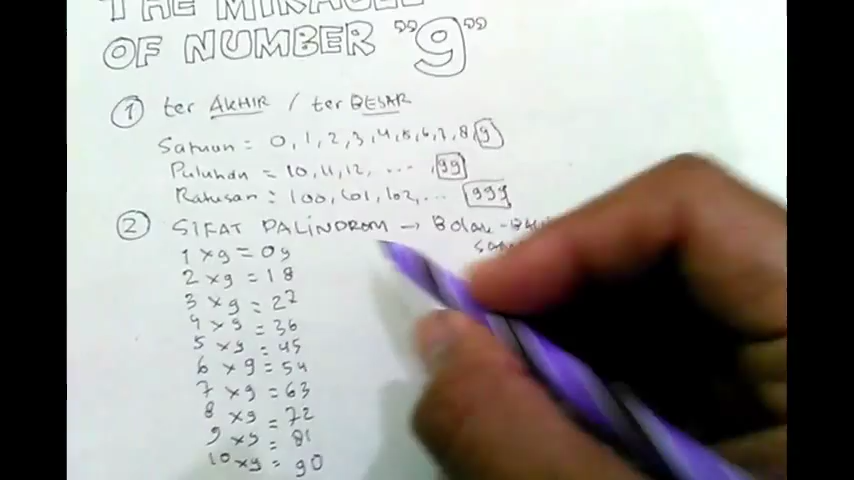 THE MIRACLE
OF NUMBER "9"
① ter AKHIR / ter BESAR
Satuan = 0, 1, 2, 3, 4, 5, 6, 7, 8, 9
Puluhan = 10, 11, 12, .... , 99
Ratusan = 100, 101, 102, ... 999
② SIFAT PALINDROM → Bolak-
1 x 9 = 09
2 x 9 = 18
3 x 9 = 27
4 x 9 = 36
5 x 9 = 45
6 x 9 = 54
7 x 9 = 63
8 x 9 = 72
9 x 9 = 81
10 x 9 = 90